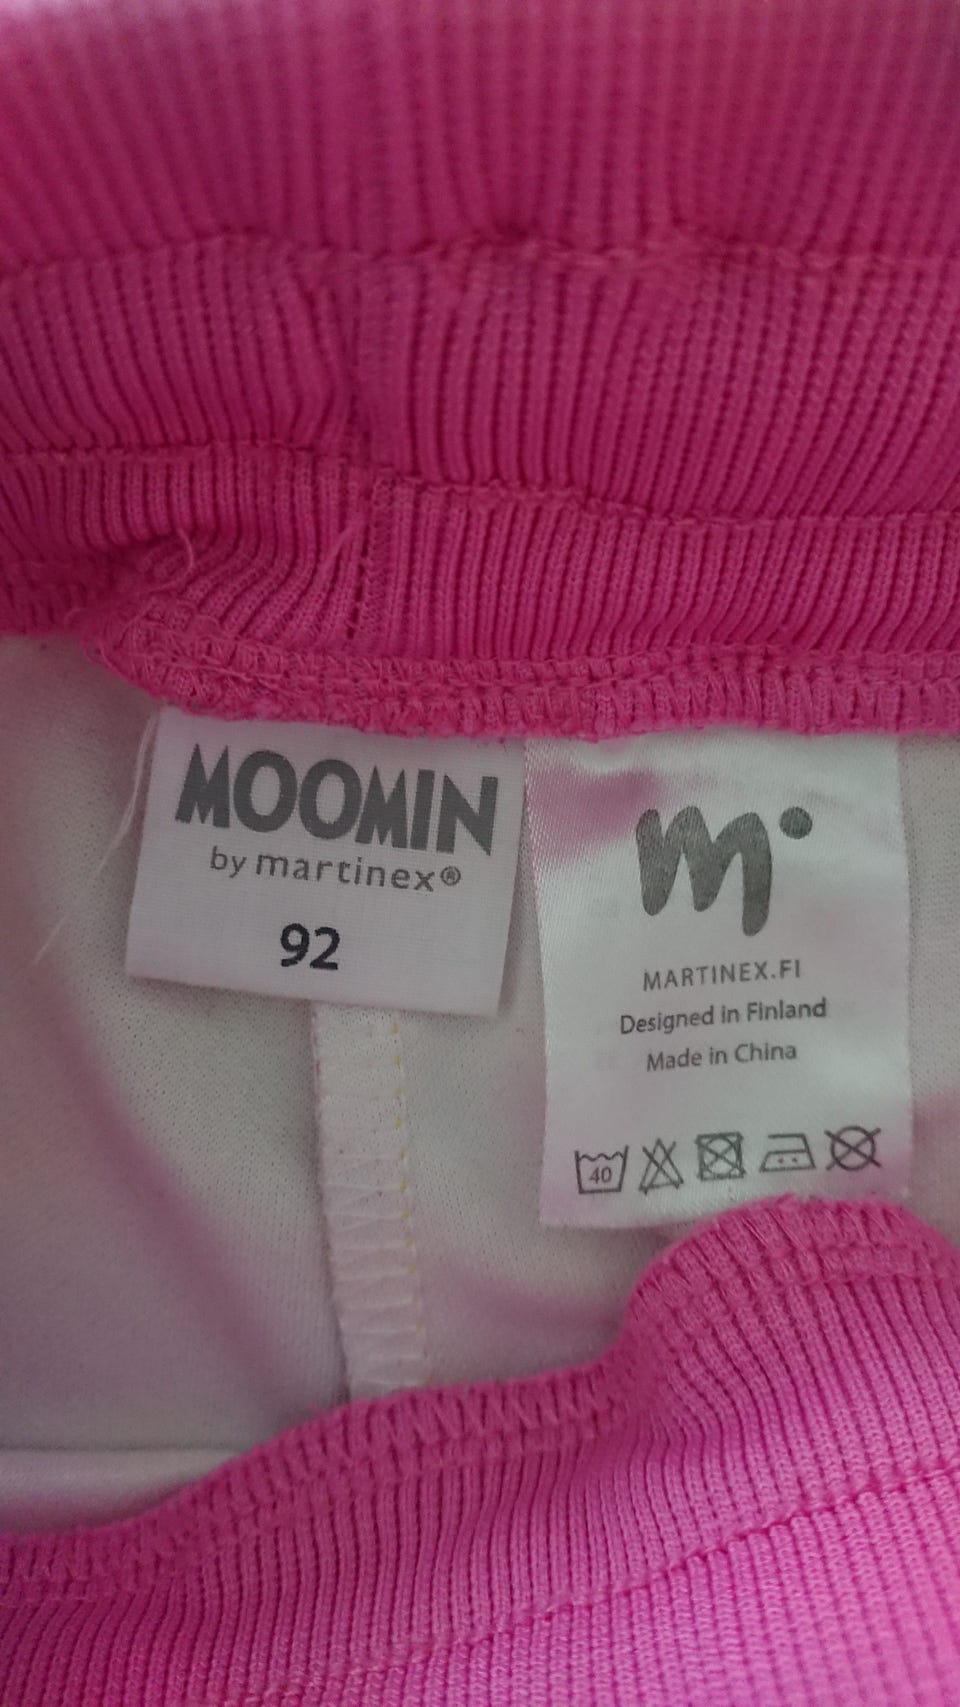 MOOMIN
by martinex®
92
m
MARTINEX.FI
Designed in Finland
Made in China
40